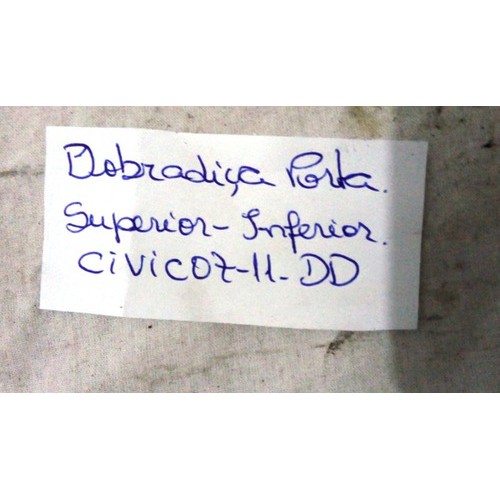 Dobradiça Porta.
Superior-Inferior.
CiViC07-11-DD